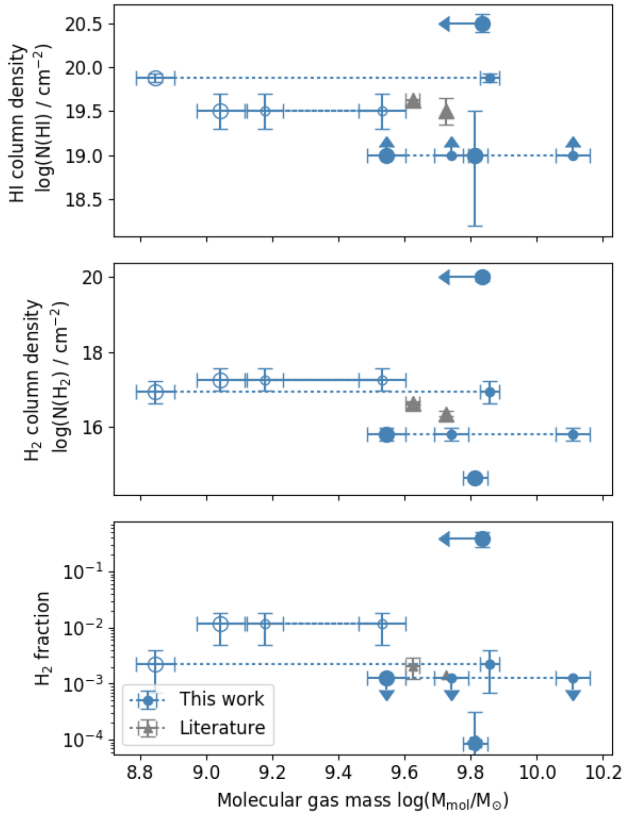 HI column density
log(N(HI) / cm⁻²)
20.5
20.0
19.5
19.0
18.5
H₂ column density
log(N(H₂) / cm⁻²)
20
18
16
H₂ fraction
10⁻¹
10⁻²
10⁻³
10⁻⁴
This work
Literature
8.8 9.0 9.2 9.4 9.6 9.8 10.0 10.2
Molecular gas mass log(M_mol/M_⊙)